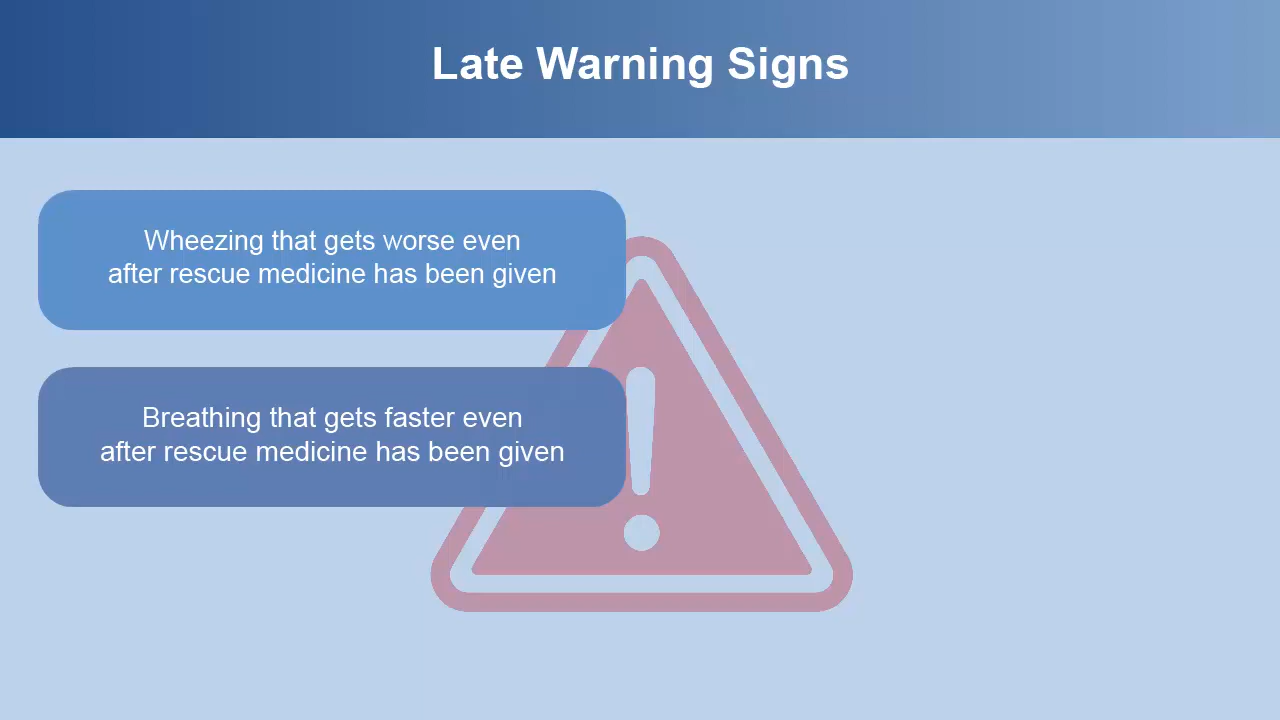 Late Warning Signs
Wheezing that gets worse even
after rescue medicine has been given
Breathing that gets faster even
after rescue medicine has been given